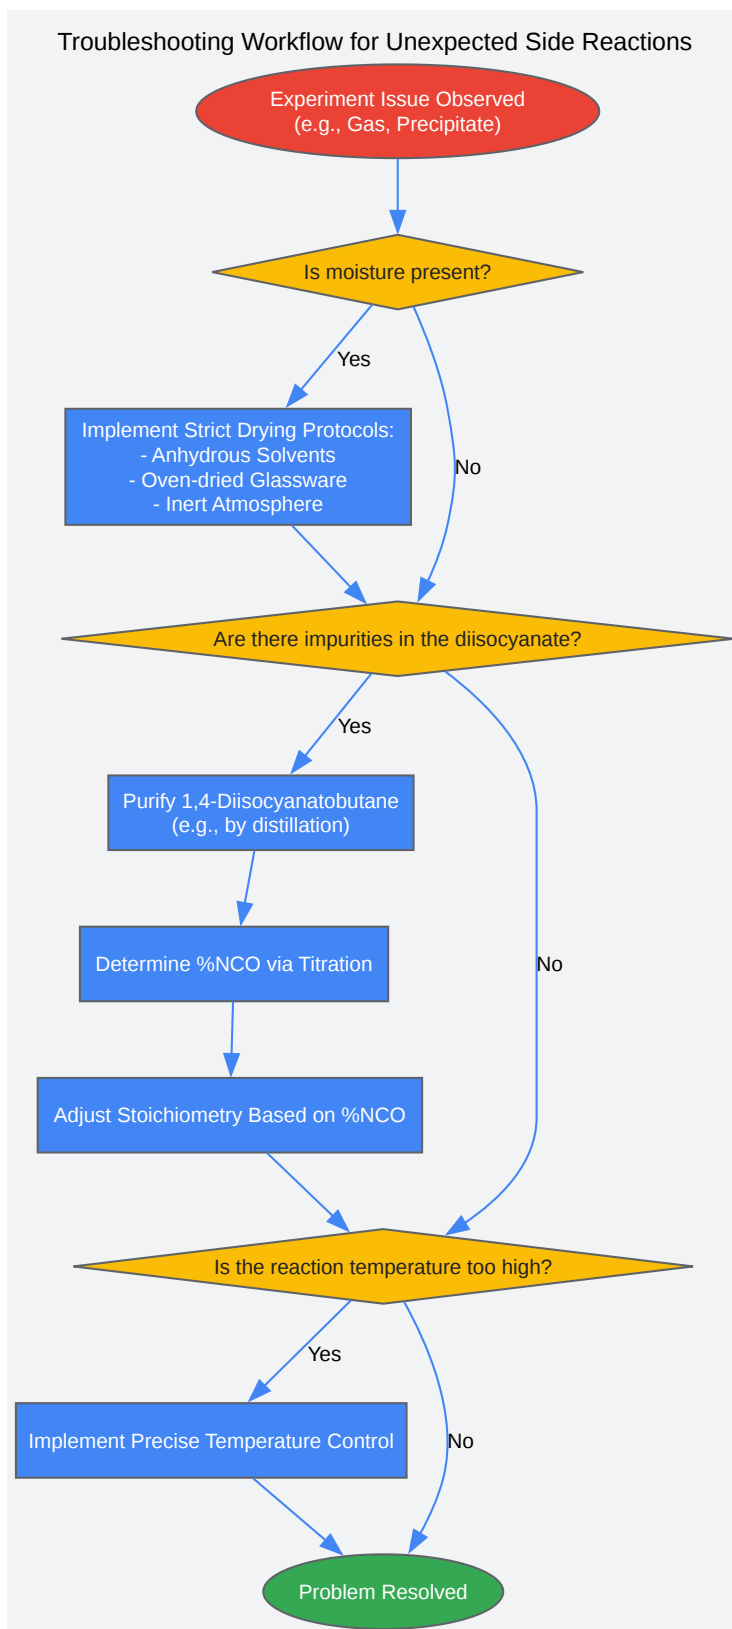 Troubleshooting Workflow for Unexpected Side Reactions
Experiment Issue Observed
(e.g., Gas, Precipitate)
Is moisture present?
Yes
Implement Strict Drying Protocols:
- Anhydrous Solvents
- Oven-dried Glassware
- Inert Atmosphere
No
Are there impurities in the diisocyanate?
Yes
Purify 1,4-Diisocyanatobutane
(e.g., by distillation)
Determine %NCO via Titration
No
Adjust Stoichiometry Based on %NCO
Is the reaction temperature too high?
Yes
Implement Precise Temperature Control
No
Problem Resolved